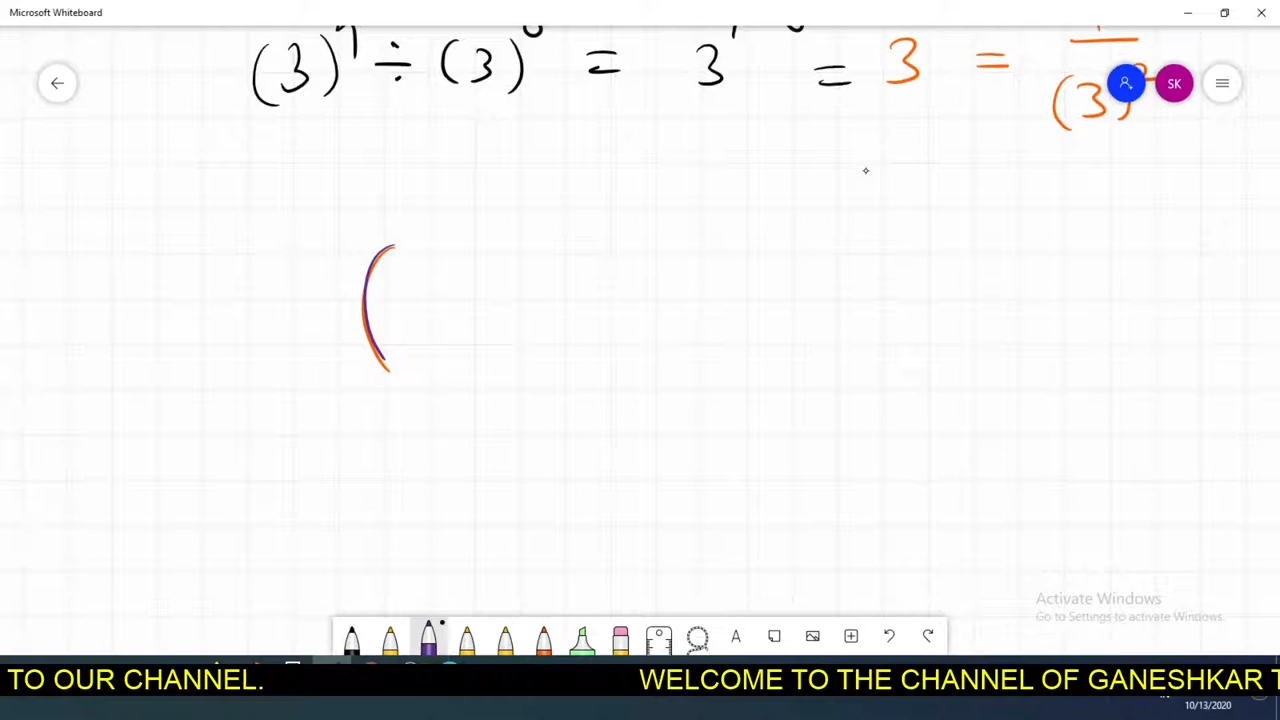 Microsoft Whiteboard
(3) ÷ (3) = 3 = 3 =
(3)
SK
(
Activate Windows
Go to Settings to activate Windows.
A
TO OUR CHANNEL. WELCOME TO THE CHANNEL OF GANESHKAR T
10/13/2020